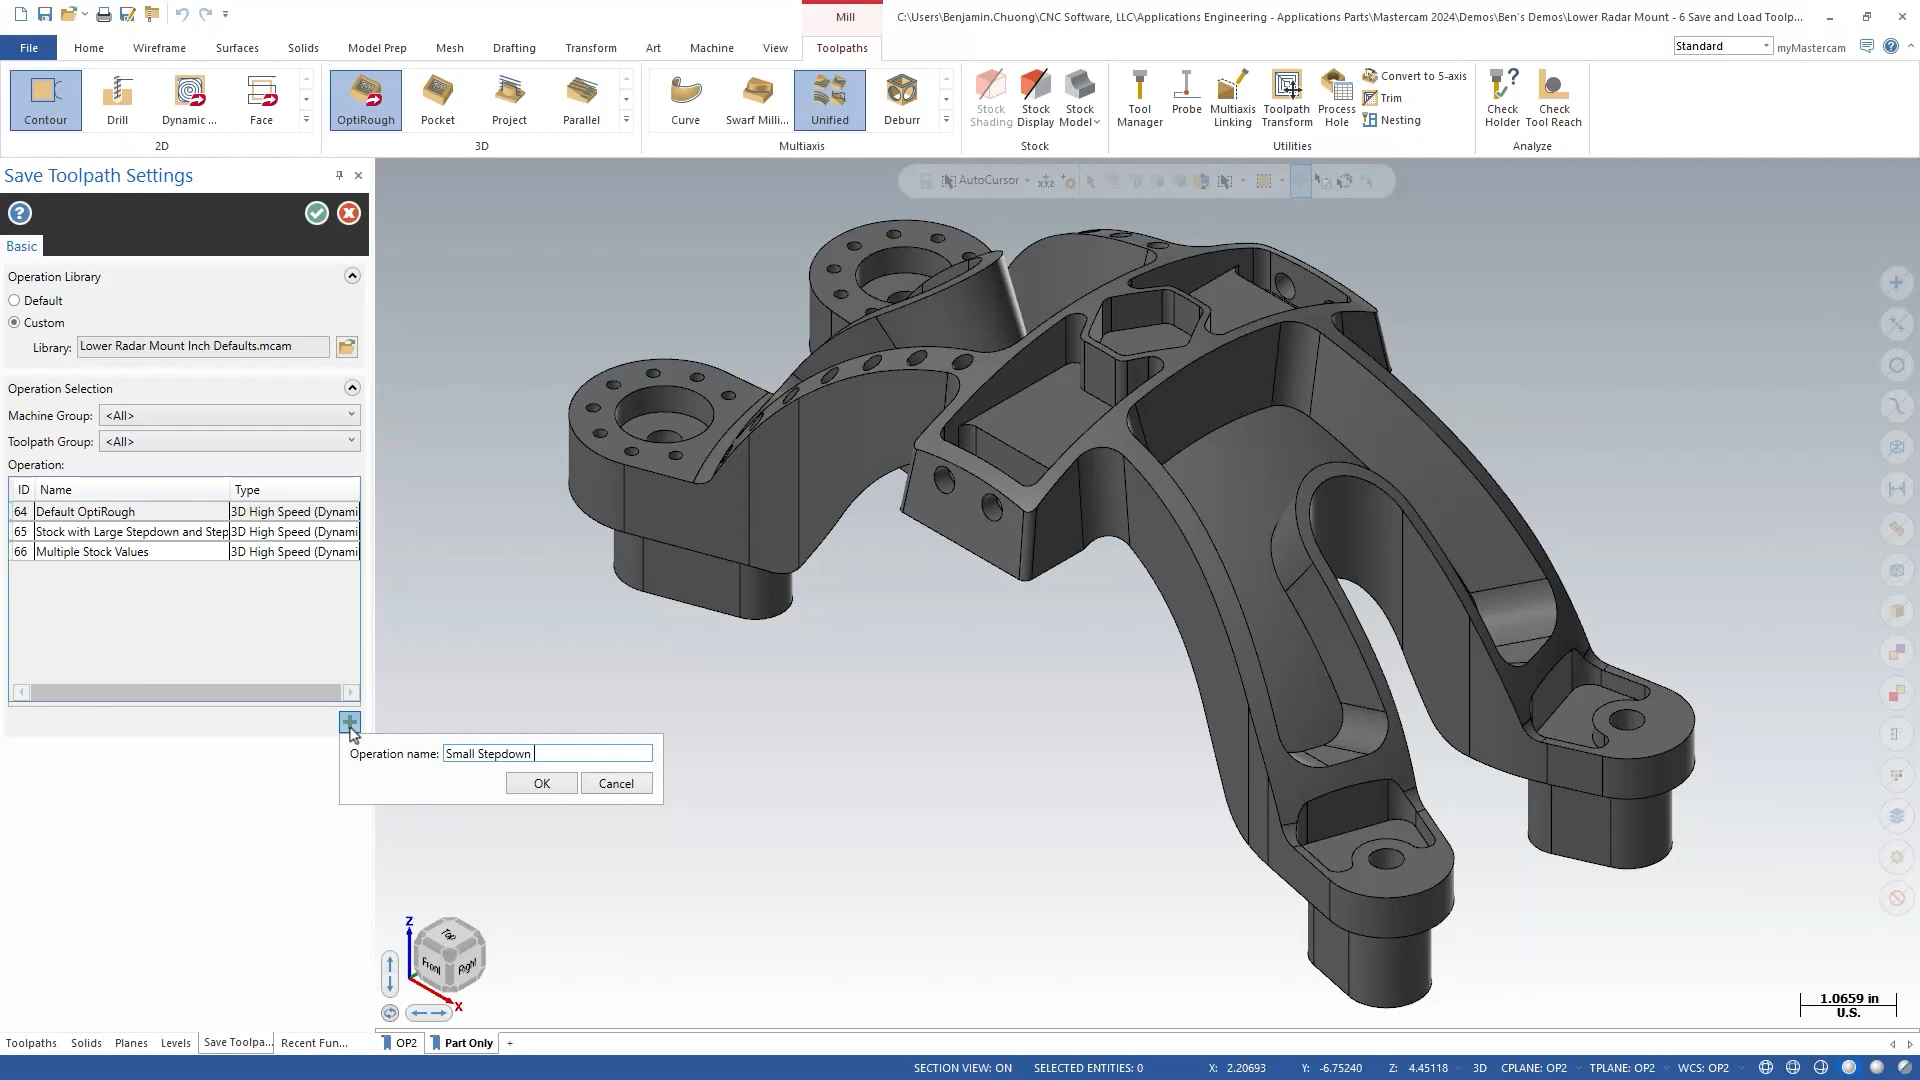 Mill
C:\Users\Benjamin.Chuong\CNC Software, LLC\Applications Engineering - Applications Parts\Mastercam 2024\Demos\Ben's Demos\Lower Radar Mount - 6 Save and Load Toolp...
File Home Wireframe Surfaces Solids Model Prep Mesh Drafting Transform Art Machine View Toolpaths
Standard myMastercam
Contour Drill Dynamic ... Face
OptiRough Pocket Project Parallel
Curve Swarf Milli... Unified Deburr
Stock Shading Stock Display Stock Model
Tool Manager Probe Multiaxis Linking Toolpath Transform Process Hole
Convert to 5-axis
Trim
Nesting
Check Holder Check Tool Reach
2D 3D Multiaxis Stock Utilities Analyze
Save Toolpath Settings
AutoCursor
Basic
Operation Library
Default
Custom
Library: Lower Radar Mount Inch Defaults.mcam
Operation Selection
Machine Group: <All>
Toolpath Group: <All>
Operation:
ID Name Type
64 Default OptiRough 3D High Speed (Dynami
65 Stock with Large Stepdown and Step 3D High Speed (Dynami
66 Multiple Stock Values 3D High Speed (Dynami
Operation name: Small Stepdown
OK Cancel
Z
Top
Front Right
X
1.0659 in
U.S.
Toolpaths Solids Planes Levels Save Toolpa... Recent Fun... OP2 Part Only +
SECTION VIEW: ON SELECTED ENTITIES: 0 X: 2.20693 Y: -6.75240 Z: 4.45118 3D CPLANE: OP2 TPLANE: OP2 WCS: OP2